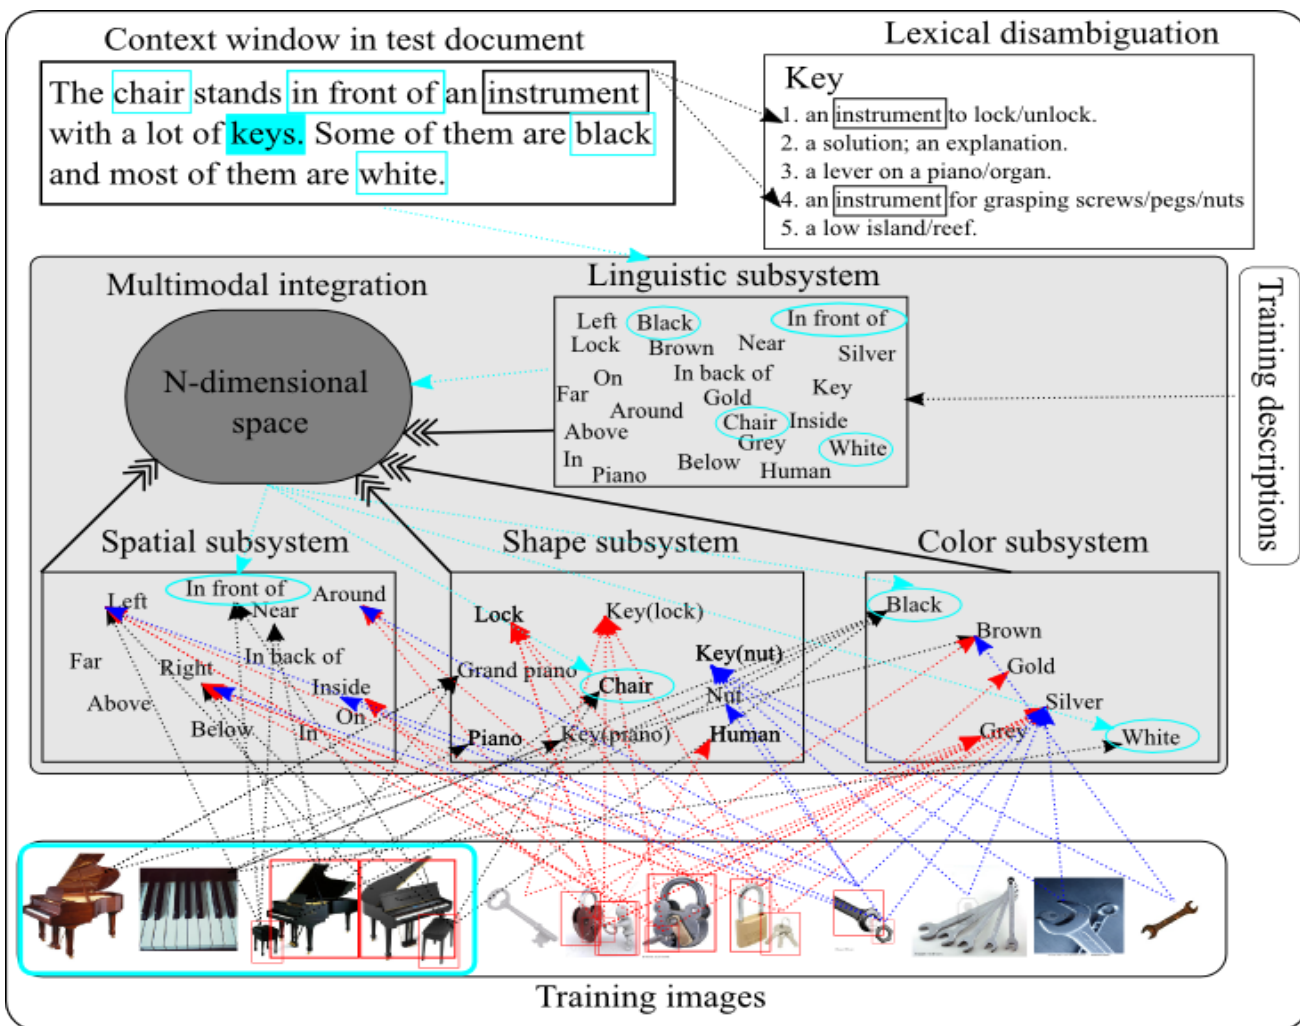 Context window in test document
The chair stands in front of an instrument
with a lot of keys. Some of them are black
and most of them are white.
Lexical disambiguation
Key
1. an instrument to lock/unlock.
2. a solution; an explanation.
3. a lever on a piano/organ.
4. an instrument for grasping screws/pegs/nuts
5. a low island/reef.
Multimodal integration
N-dimensional
space
Linguistic subsystem
Left
Black
In front of
Lock
Brown
Near
Silver
On
In back of
Far
Gold
Key
Around
Chair
Inside
Above
Grey
White
In
Piano
Below
Human
Training descriptions
Spatial subsystem
In front of
Left
Near
Around
Far
Right
In back of
Above
Inside
Below
In
On
Shape subsystem
Lock
Key(lock)
Grand piano
Key(nut)
Chair
Nut
Piano
Key(piano)
Human
Color subsystem
Black
Brown
Gold
Silver
Grey
White
Training images